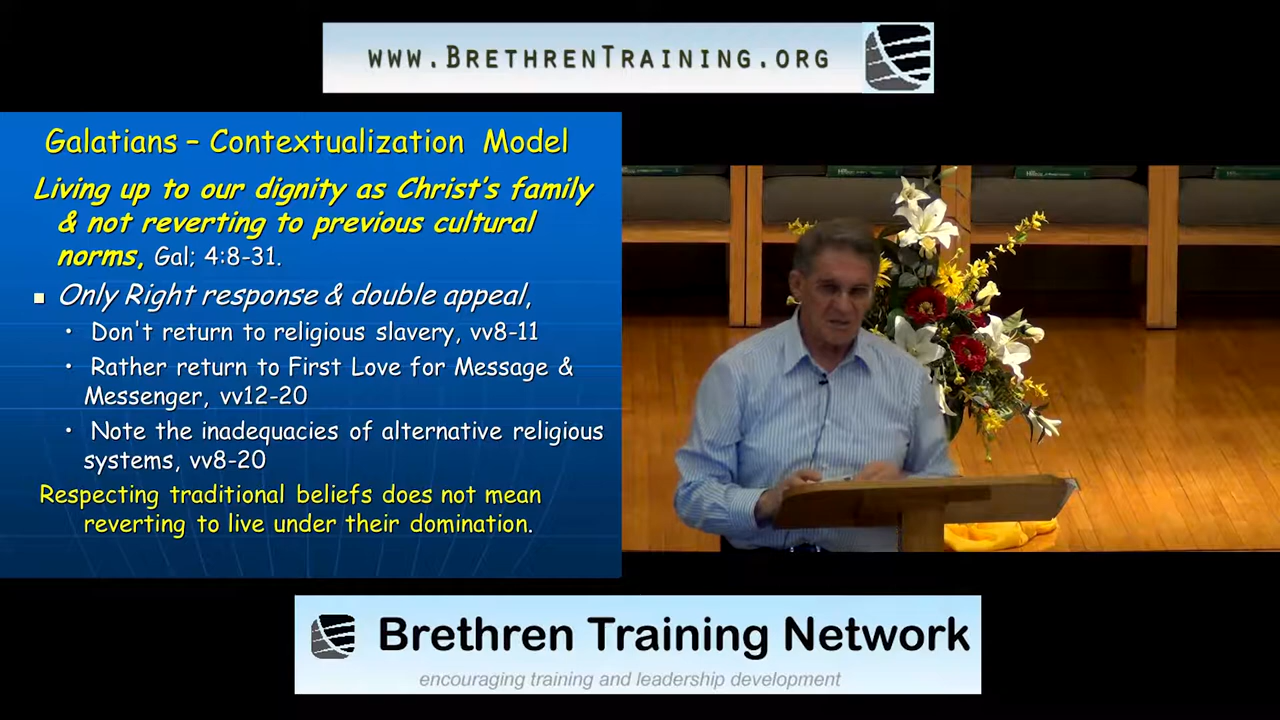 www.BrethrenTraining.org
Galatians – Contextualization Model
Living up to our dignity as Christ's family
& not reverting to previous cultural
norms, Gal; 4:8-31.
Only Right response & double appeal,
• Don't return to religious slavery, vv8-11
• Rather return to First Love for Message &
Messenger, vv12-20
• Note the inadequacies of alternative religious
systems, vv8-20
Respecting traditional beliefs does not mean
reverting to live under their domination.
Brethren Training Network
encouraging training and leadership development